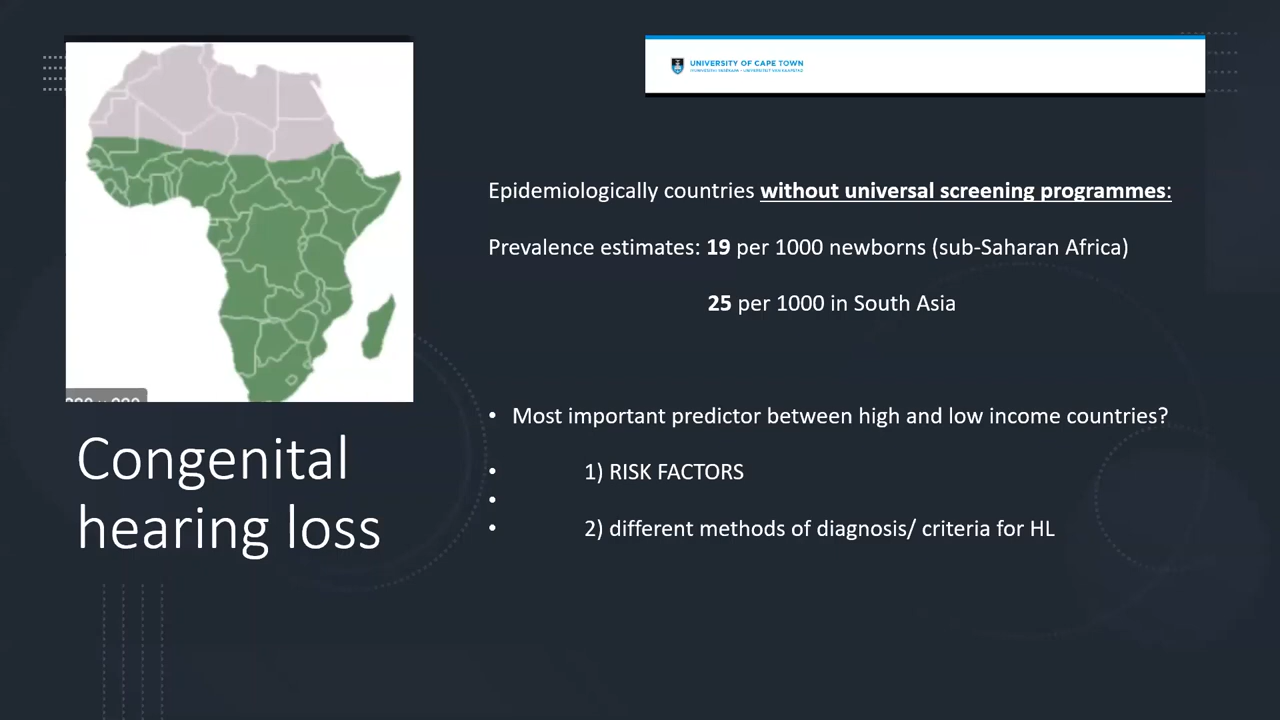 UNIVERSITY OF CAPE TOWN
Epidemiologically countries without universal screening programmes:
Prevalence estimates: 19 per 1000 newborns (sub-Saharan Africa)
25 per 1000 in South Asia
• Most important predictor between high and low income countries?
• 1) RISK FACTORS
•
• 2) different methods of diagnosis/ criteria for HL
Congenital
hearing loss